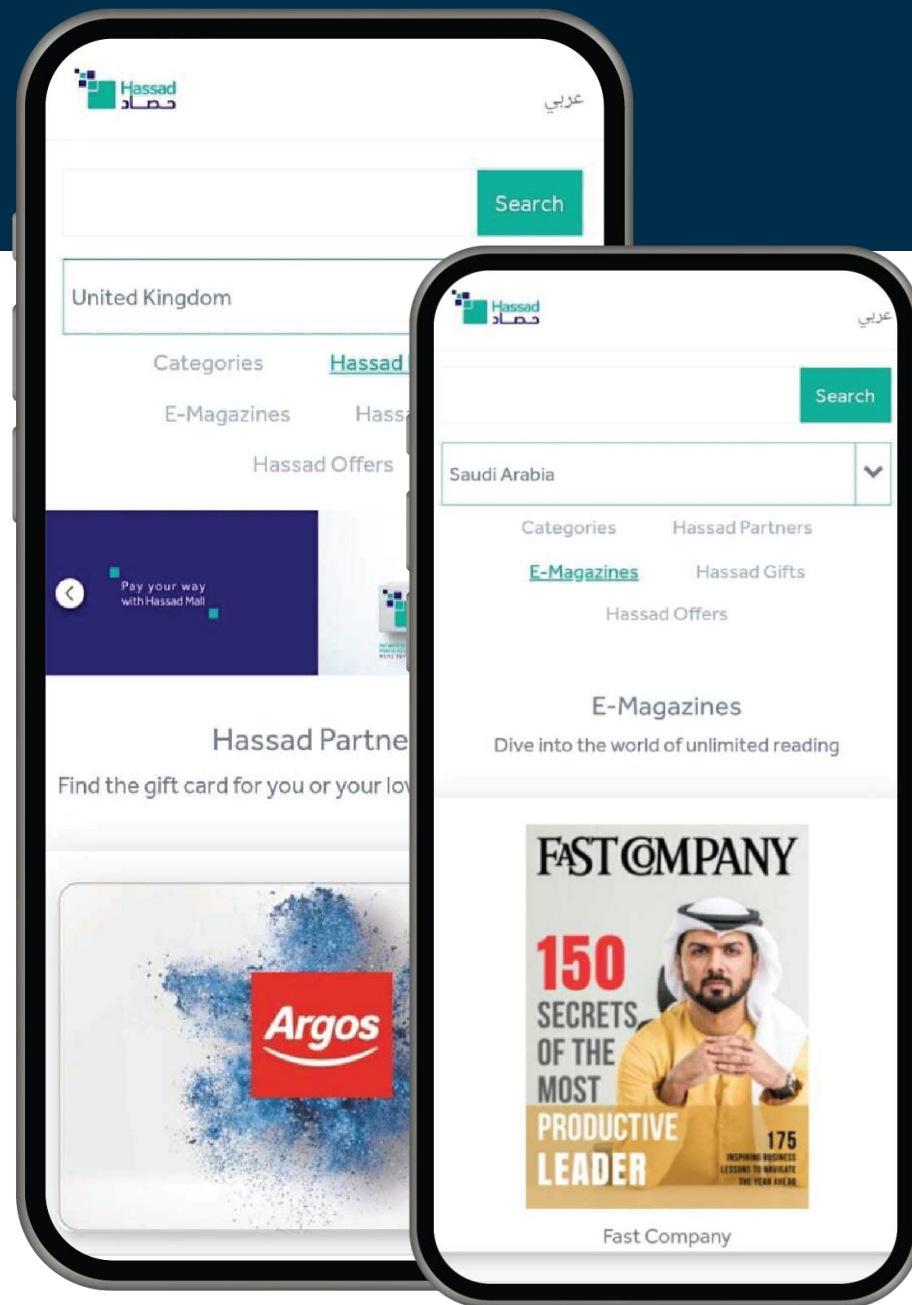 Hassad
حصاد
عربي
Search
United Kingdom
Categories
Hassad
E-Magazines
Hass
Hassad Offers
Pay your way
with Hassad Mall
Hassad Partne
Find the gift card for you or your lov
Argos
Hassad
حصاد
عربي
Search
Saudi Arabia
Categories
Hassad Partners
E-Magazines
Hassad Gifts
Hassad Offers
E-Magazines
Dive into the world of unlimited reading
FAST COMPANY
150
SECRETS
OF THE
MOST
PRODUCTIVE
LEADER
175
INSPIRING BUSINESS
LESSONS TO NAVIGATE
THE YEAR AHEAD
Fast Company